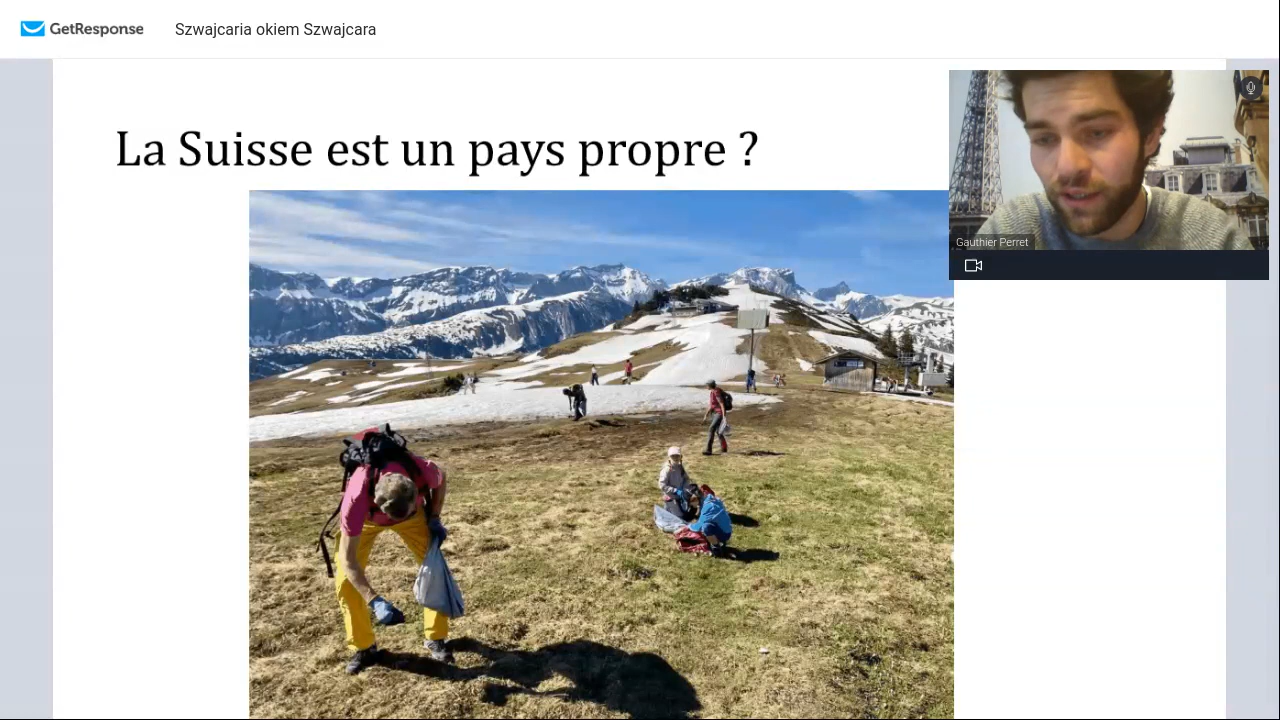 GetResponse
Szwajcaria okiem Szwajcara
La Suisse est un pays propre ?
Gauthier Perret